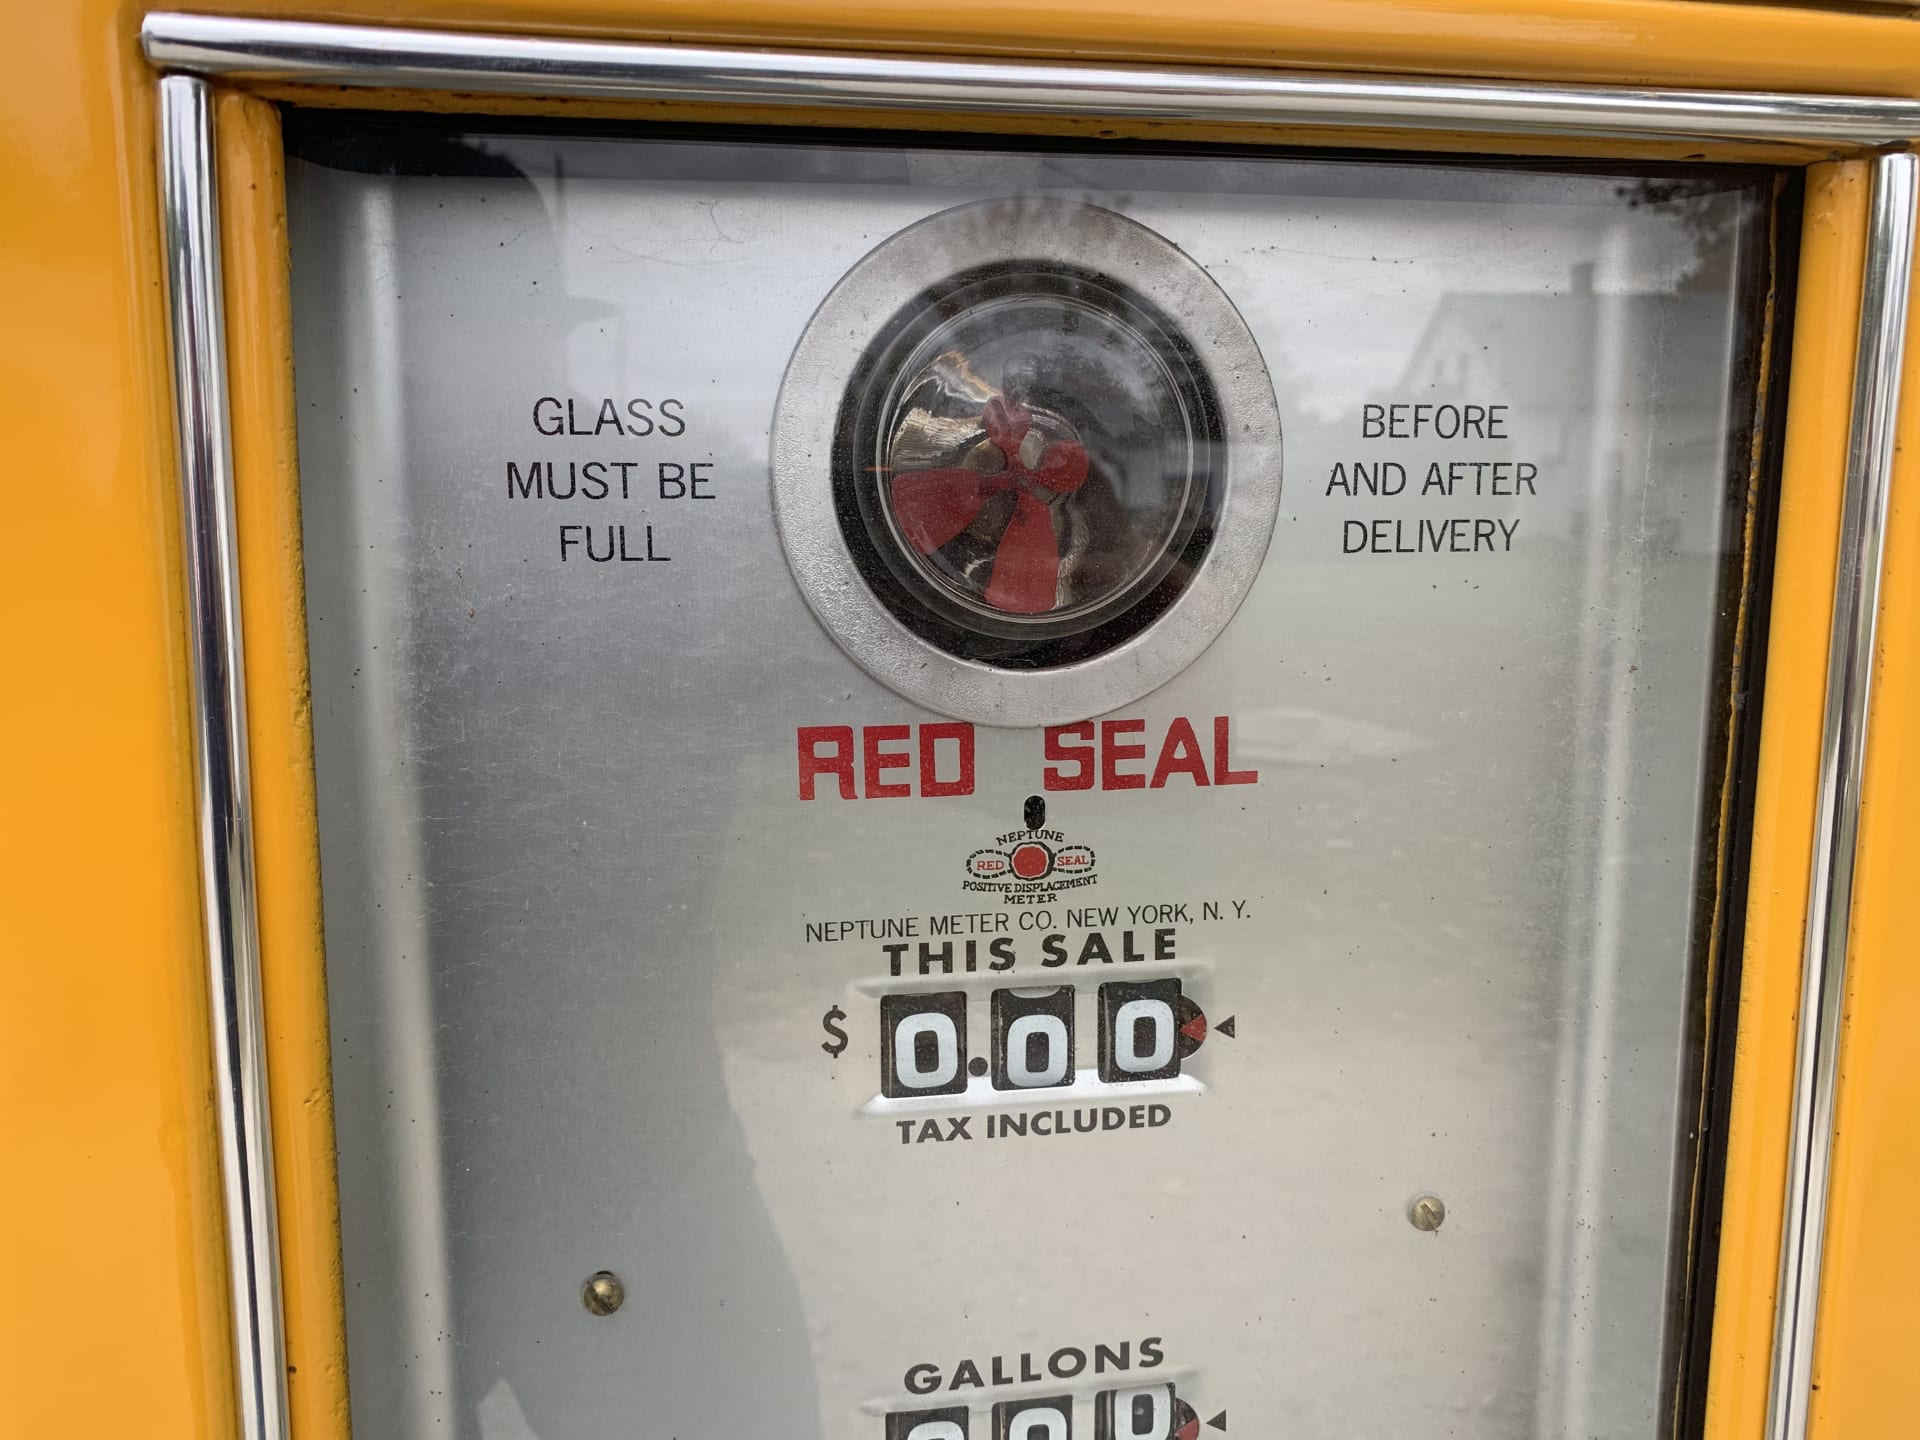 GLASS
MUST BE
FULL
BEFORE
AND AFTER
DELIVERY
RED SEAL
NEPTUNE
RED SEAL
POSITIVE DISPLACEMENT
METER
NEPTUNE METER CO. NEW YORK, N. Y.
THIS SALE
$ 0.00
TAX INCLUDED
GALLONS
000